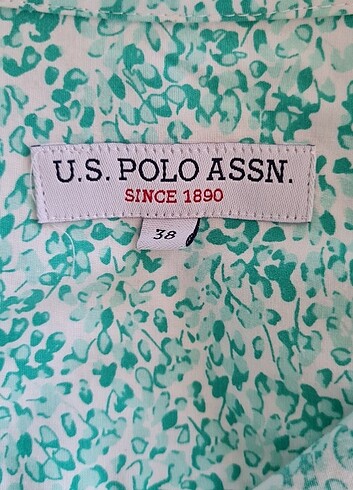 U.S. POLO ASSN.
SINCE 1890
38